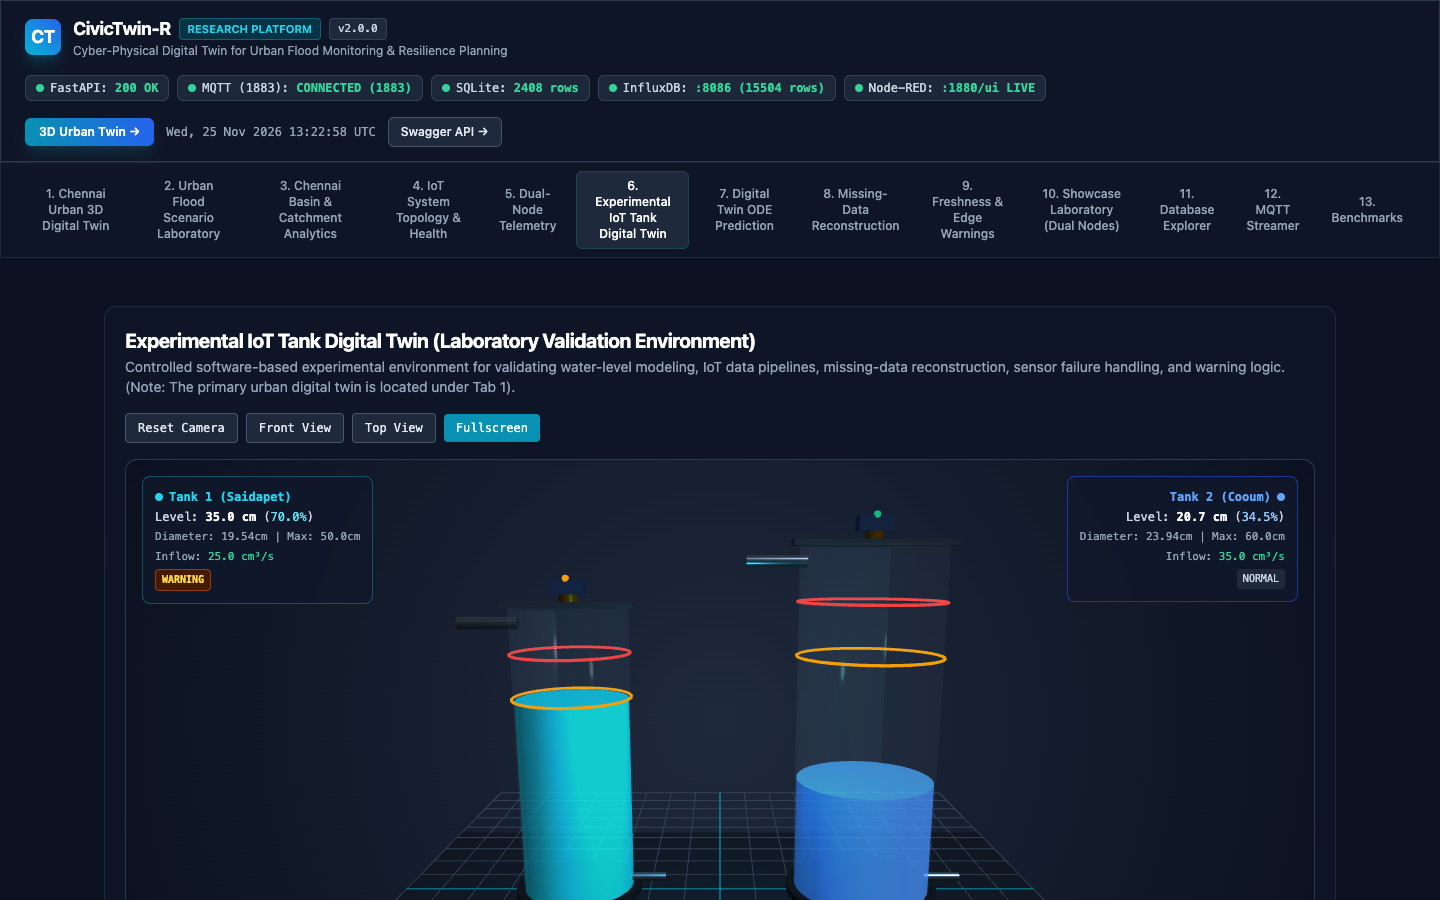 CT
CivicTwin-R
RESEARCH PLATFORM
v2.0.0
Cyber-Physical Digital Twin for Urban Flood Monitoring & Resilience Planning
FastAPI: 200 OK
MQTT (1883): CONNECTED (1883)
SQLite: 2408 rows
InfluxDB: :8086 (15504 rows)
Node-RED: :1880/ui LIVE
3D Urban Twin →
Wed, 25 Nov 2026 13:22:58 UTC
Swagger API →
1. Chennai
Urban 3D
Digital Twin
2. Urban
Flood
Scenario
Laboratory
3. Chennai
Basin &
Catchment
Analytics
4. IoT
System
Topology &
Health
5. Dual-
Node
Telemetry
6.
Experimental
IoT Tank
Digital Twin
7. Digital
Twin ODE
Prediction
8. Missing-
Data
Reconstruction
9.
Freshness &
Edge
Warnings
10. Showcase
Laboratory
(Dual Nodes)
11.
Database
Explorer
12.
MQTT
Streamer
13.
Benchmarks
Experimental IoT Tank Digital Twin (Laboratory Validation Environment)
Controlled software-based experimental environment for validating water-level modeling, IoT data pipelines, missing-data reconstruction, sensor failure handling, and warning logic.
(Note: The primary urban digital twin is located under Tab 1).
Reset Camera
Front View
Top View
Fullscreen
Tank 1 (Saidapet)
Level: 35.0 cm (70.0%)
Diameter: 19.54cm | Max: 50.0cm
Inflow: 25.0 cm³/s
WARNING
Tank 2 (Cooum)
Level: 20.7 cm (34.5%)
Diameter: 23.94cm | Max: 60.0cm
Inflow: 35.0 cm³/s
NORMAL